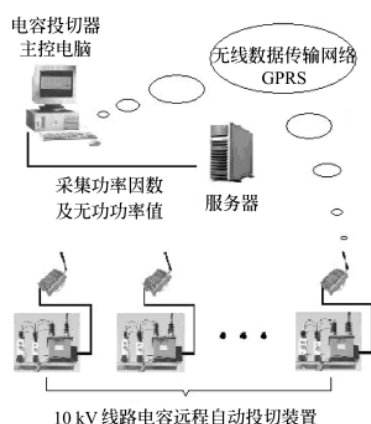 电容投切器
主控电脑
无线数据传输网络
GPRS
采集功率因数
及无功功率值
服务器
10 kV 线路电容远程自动投切装置